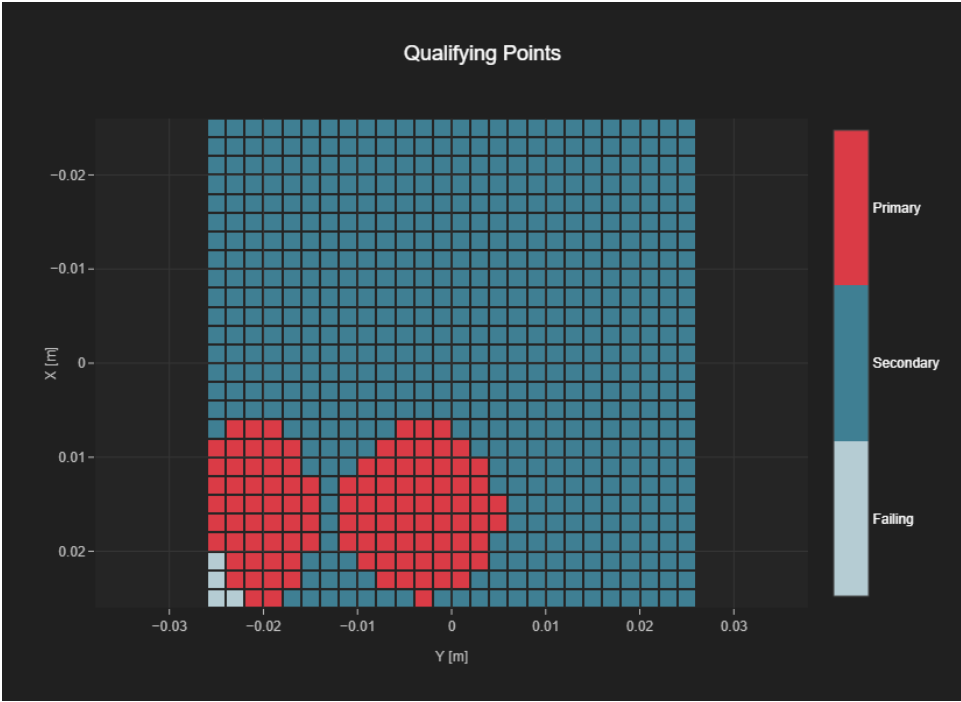 Qualifying Points
−0.02
−0.01
0
0.01
0.02
X [m]
−0.03
−0.02
−0.01
0
0.01
0.02
0.03
Y [m]
Primary
Secondary
Failing